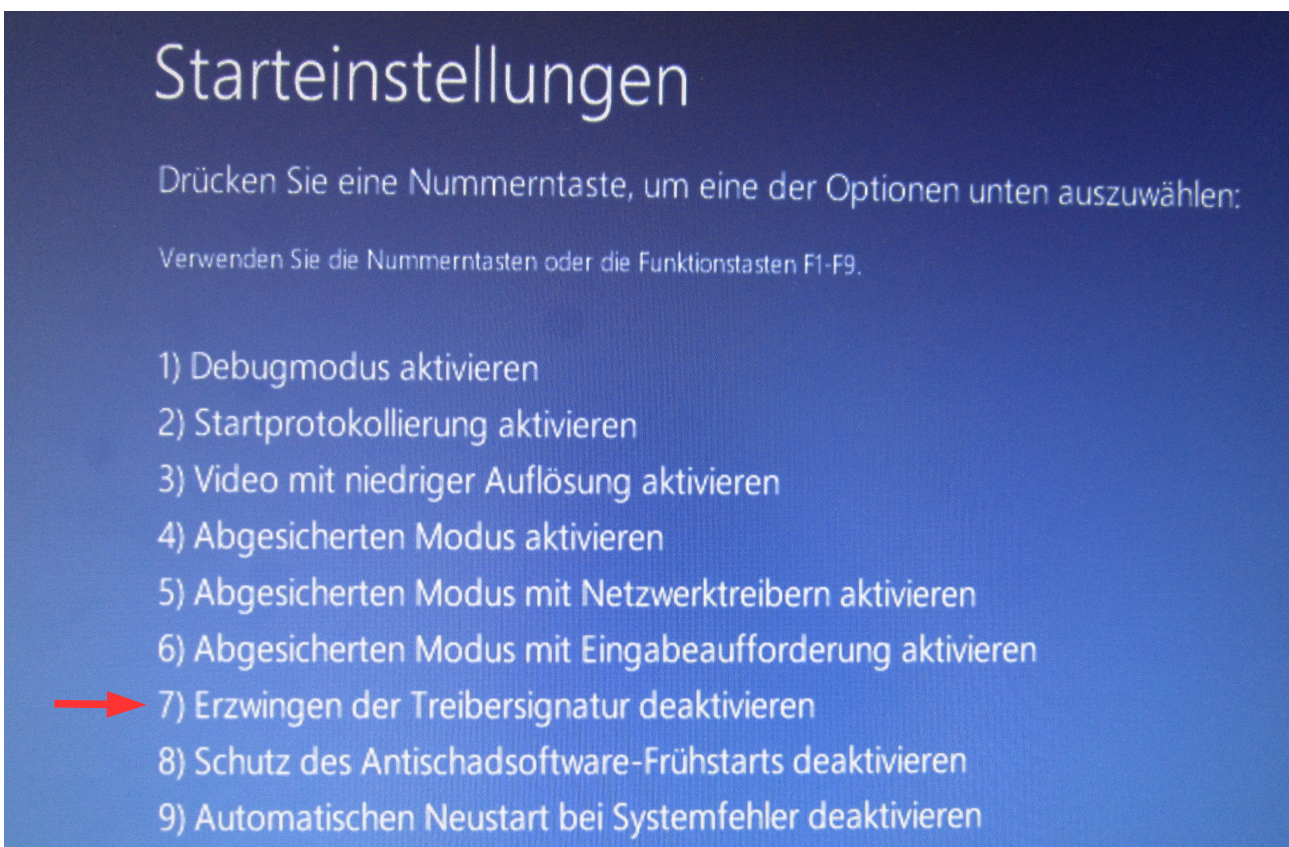 Starteinstellungen
Drücken Sie eine Nummerntaste, um eine der Optionen unten auszuwählen:
Verwenden Sie die Nummerntasten oder die Funktionstasten F1-F9.
1) Debugmodus aktivieren
2) Startprotokollierung aktivieren
3) Video mit niedriger Auflösung aktivieren
4) Abgesicherten Modus aktivieren
5) Abgesicherten Modus mit Netzwerktreibern aktivieren
6) Abgesicherten Modus mit Eingabeaufforderung aktivieren
7) Erzwingen der Treibersignatur deaktivieren
8) Schutz des Antischadsoftware-Frühstarts deaktivieren
9) Automatischen Neustart bei Systemfehler deaktivieren